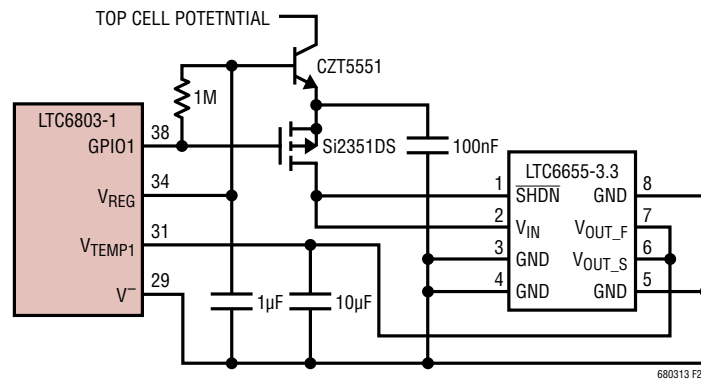 TOP CELL POTETNTIAL
CZT5551
1M
LTC6803-1
GPIO1
38
Si2351DS
100nF
LTC6655-3.3
VREG
34
1
SHDN
GND
8
2
VIN
VOUT_F
7
VTEMP1
31
3
GND
VOUT_S
6
V–
29
4
GND
GND
5
1µF
10µF
680313 F2